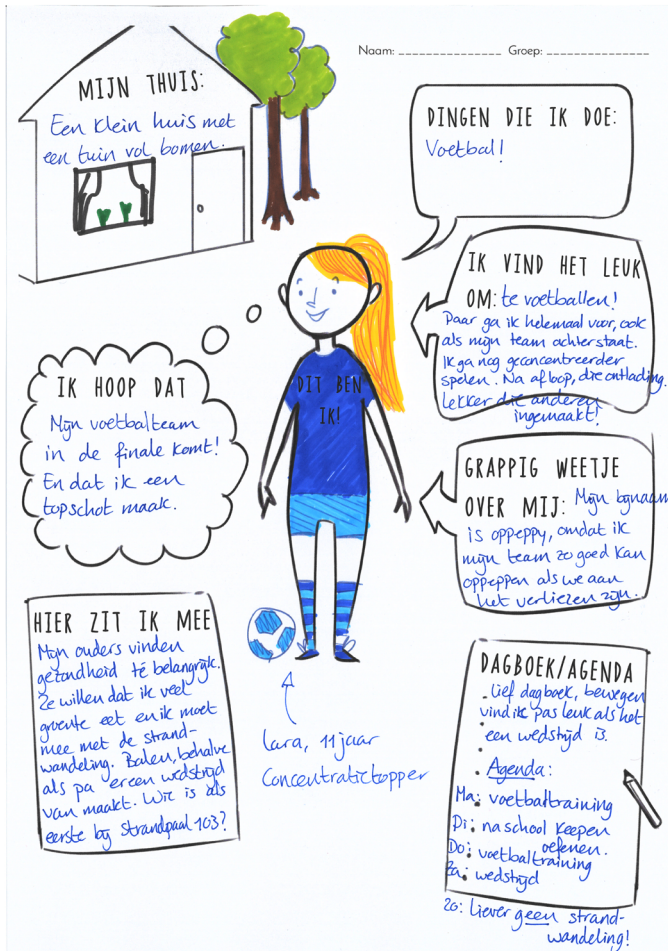 Naam: _______________ Groep: _______________
MIJN THUIS:
Een klein huis met
een tuin vol bomen.
DINGEN DIE IK DOE:
Voetbal!
IK VIND HET LEUK
OM: te voetballen!
Daar ga ik helemaal voor, ook
als mijn team achterstaat.
Ik ga nog geconcentreerder
spelen. Na afloop, die ontlading.
Lekker die anderen
ingemaakt!
IK HOOP DAT
Mijn voetbalteam
in de finale komt!
En dat ik een
topschot maak.
DIT BEN
IK!
GRAPPIG WEETJE
OVER MIJ: Mijn bijnaam
is oppeppy, omdat ik
mijn team zo goed kan
oppeppen als we aan
het verliezen zijn.
HIER ZIT IK MEE
Mijn ouders vinden
gezondheid té belangrijk.
Ze willen dat ik veel
groente eet en ik moet
mee met de strand-
wandeling. Balen, behalve
als pa er een wedstrijd
van maakt. Wie is als
eerste bij strandpaal 103?
Lara, 11 jaar
Concentratietopper
DAGBOEK/AGENDA
Lief dagboek, bewegen
vind ik pas leuk als het
een wedstrijd is.
Agenda:
Ma: voetbaltraining
Di: na school keepen
oefenen.
Do: voetbaltraining
Za: wedstrijd
Zo: Liever geen strand-
wandeling!